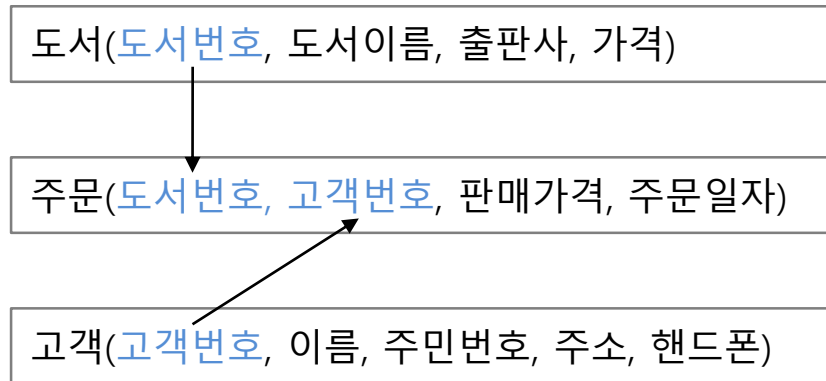 도서(도서번호, 도서이름, 출판사, 가격)
주문(도서번호, 고객번호, 판매가격, 주문일자)
고객(고객번호, 이름, 주민번호, 주소, 핸드폰)